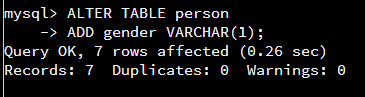 mysql> ALTER TABLE person
    -> ADD gender VARCHAR(1);
Query OK, 7 rows affected (0.26 sec)
Records: 7  Duplicates: 0  Warnings: 0